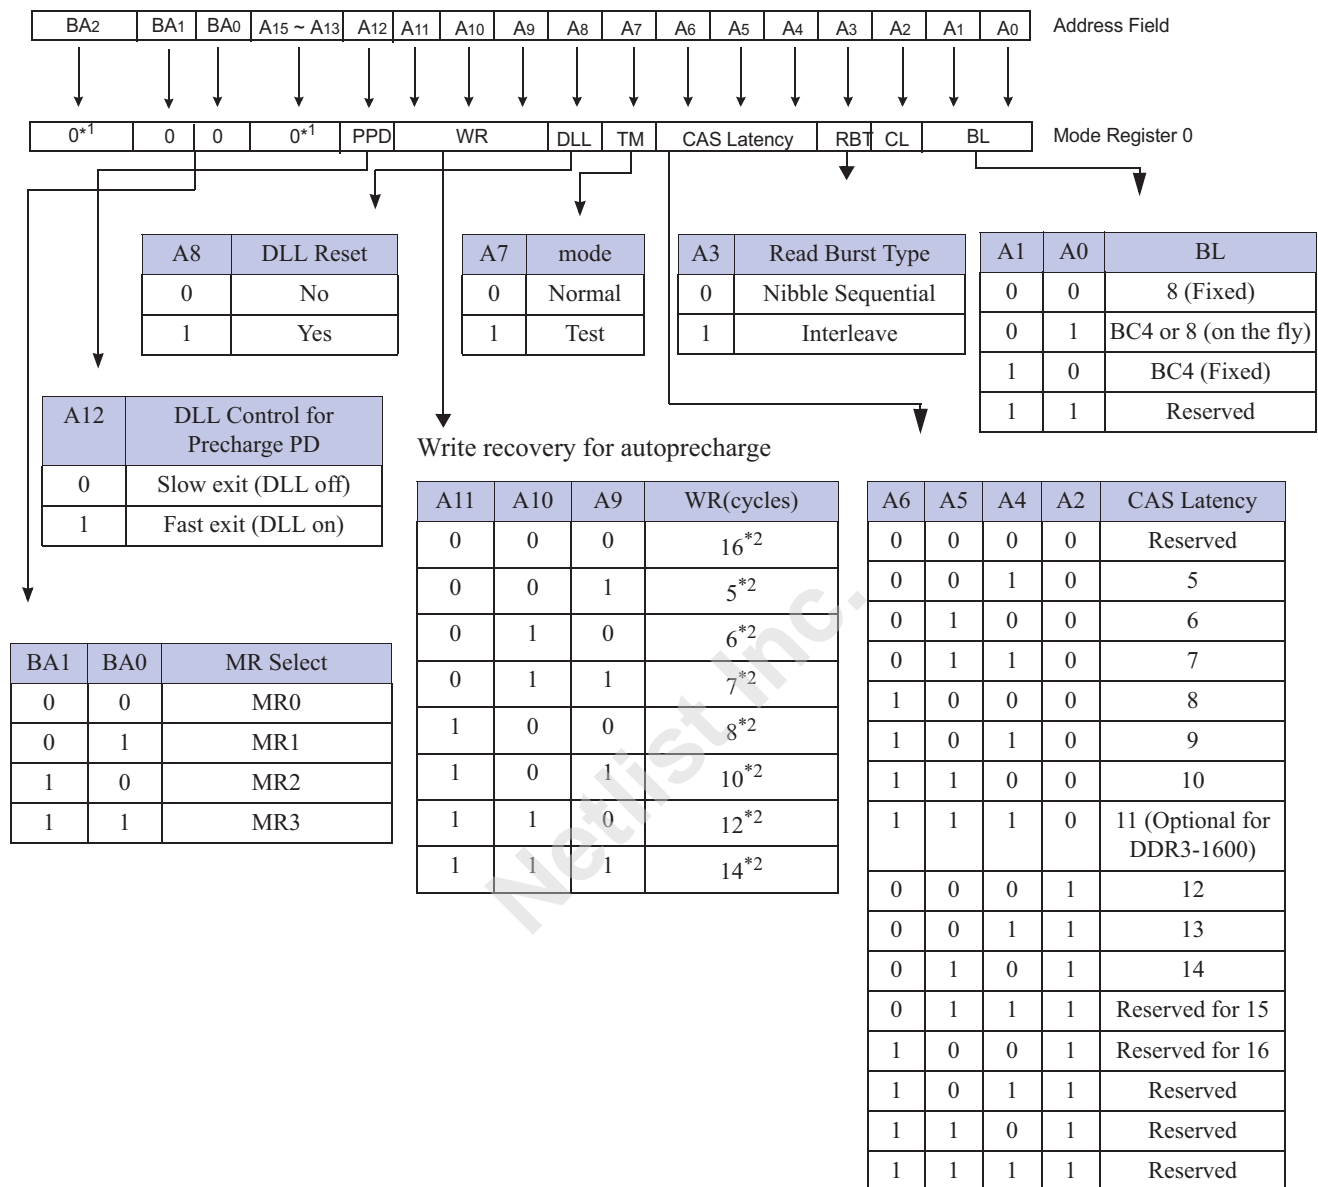 BA2 BA1 BA0 A15 ~ A13 A12 A11 A10 A9 A8 A7 A6 A5 A4 A3 A2 A1 A0 Address Field
0*1 0 0 0*1 PPD WR DLL TM CAS Latency RBT CL BL Mode Register 0
A8 DLL Reset
0 No
1 Yes
A7 mode
0 Normal
1 Test
A3 Read Burst Type
0 Nibble Sequential
1 Interleave
A1 A0 BL
0 0 8 (Fixed)
0 1 BC4 or 8 (on the fly)
1 0 BC4 (Fixed)
1 1 Reserved
A12 DLL Control for
Precharge PD
0 Slow exit (DLL off)
1 Fast exit (DLL on)
Write recovery for autoprecharge
A11 A10 A9 WR(cycles)
0 0 0 16*2
0 0 1 5*2
0 1 0 6*2
0 1 1 7*2
1 0 0 8*2
1 0 1 10*2
1 1 0 12*2
1 1 1 14*2
A6 A5 A4 A2 CAS Latency
0 0 0 0 Reserved
0 0 1 0 5
0 1 0 0 6
0 1 1 0 7
1 0 0 0 8
1 0 1 0 9
1 1 0 0 10
1 1 1 0 11 (Optional for
DDR3-1600)
0 0 0 1 12
0 0 1 1 13
0 1 0 1 14
0 1 1 1 Reserved for 15
1 0 0 1 Reserved for 16
1 0 1 1 Reserved
1 1 0 1 Reserved
1 1 1 1 Reserved
BA1 BA0 MR Select
0 0 MR0
0 1 MR1
1 0 MR2
1 1 MR3
Netlist Inc.